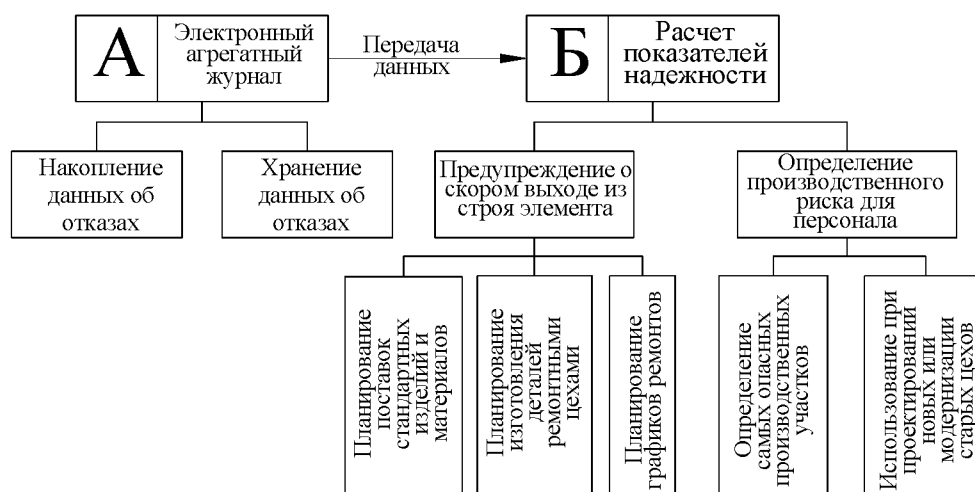 А
Электронный
агрегатный
журнал
Передача
данных
Б
Расчет
показателей
надежности
Накопление
данных об
отказах
Хранение
данных об
отказах
Предупреждение о
скором выходе из
строя элемента
Определение
производственного
риска для
персонала
Планирование
поставок
стандартных
изделий и
материалов
Планирование
изготовления
деталей
ремонтными
цехами
Планирование
графиков ремонтов
Определение
самых опасных
производственных
участков
Использование при
проектировании
новых или
модернизации
старых цехов